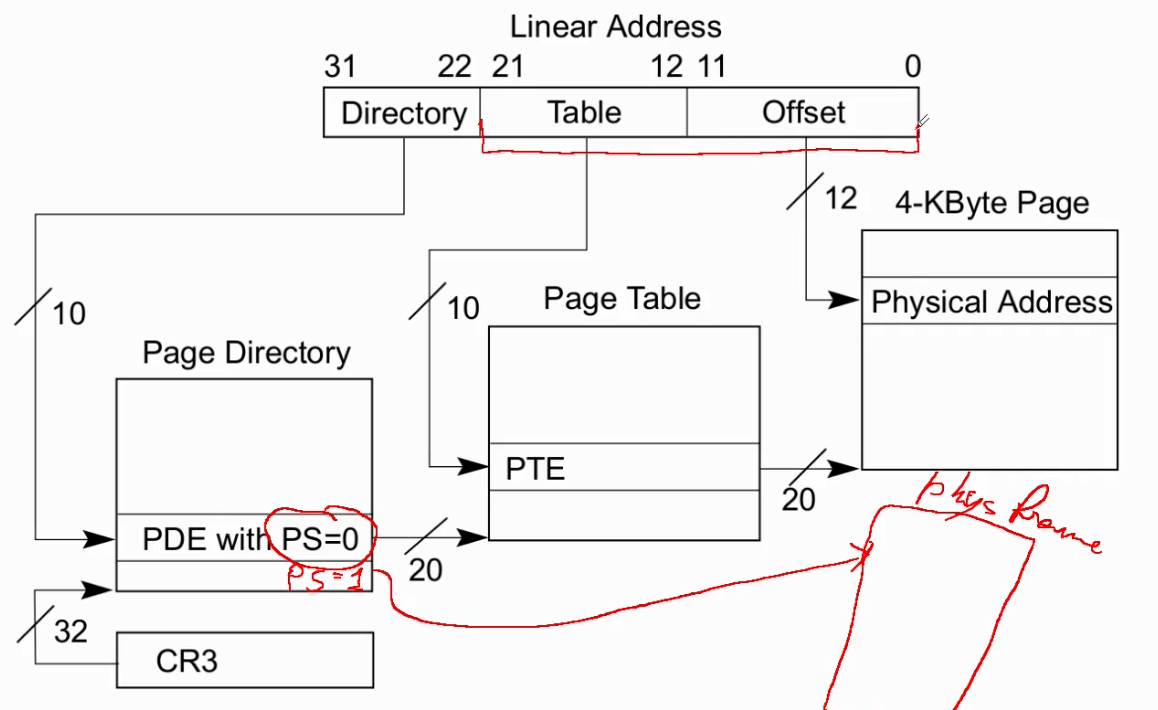 Linear Address
31 22 21 12 11 0
Directory Table Offset
12
4-KByte Page
Physical Address
10
10
Page Table
Page Directory
PTE
20
phys frame
PDE with PS=0
20
PS=1
32
CR3